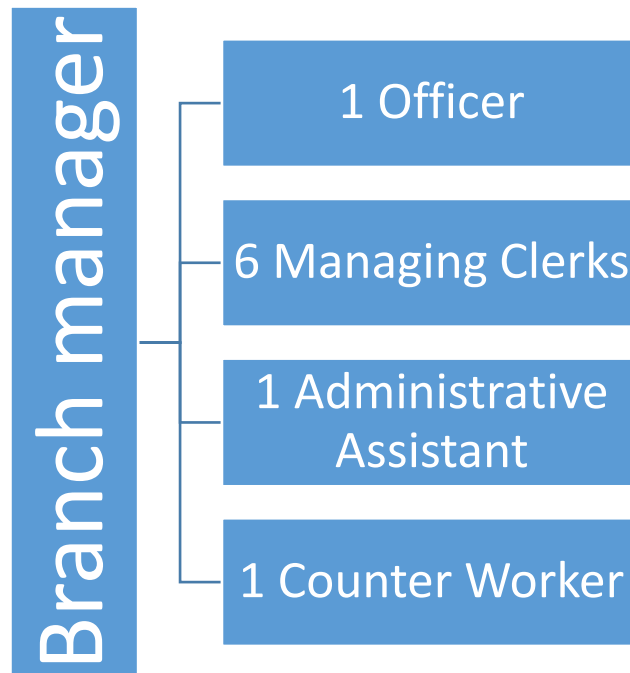 Branch manager
1 Officer
6 Managing Clerks
1 Administrative
Assistant
1 Counter Worker